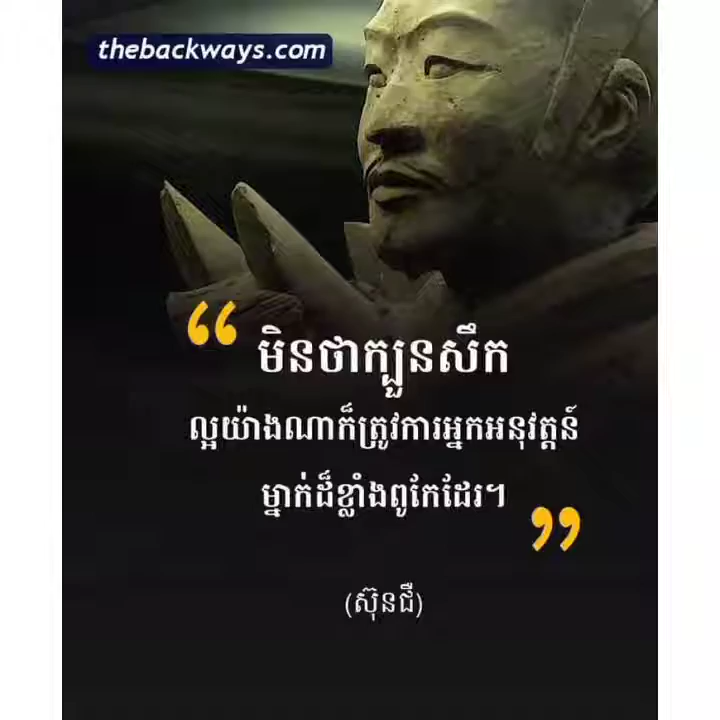 thebackways.com
មិនថាក្បួនសឹក
ល្អយ៉ាងណាក៏ត្រូវការអ្នកអនុវត្តន៍
ម្នាក់ដ៏ខ្លាំងពូកែដែរ។
(ស៊ុនជឺ)